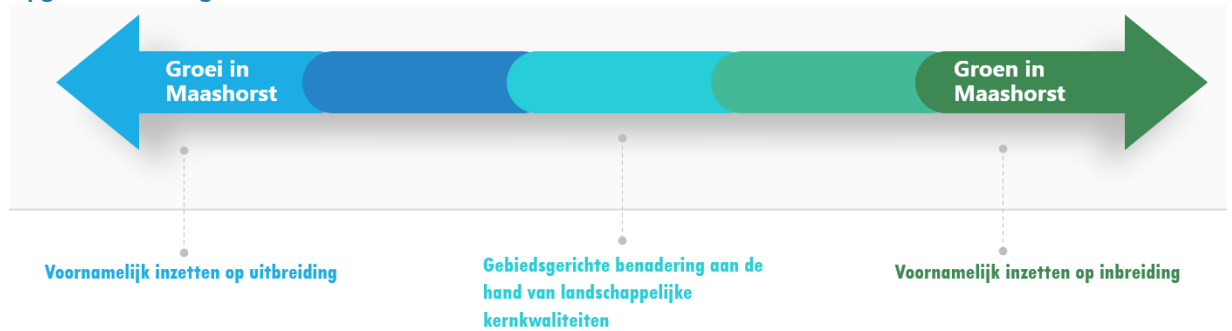 Groei in
Maashorst
Groen in
Maashorst
Voornamelijk inzetten op uitbreiding
Gebiedsgerichte benadering aan de
hand van landschappelijke
kernkwaliteiten
Voornamelijk inzetten op inbreiding